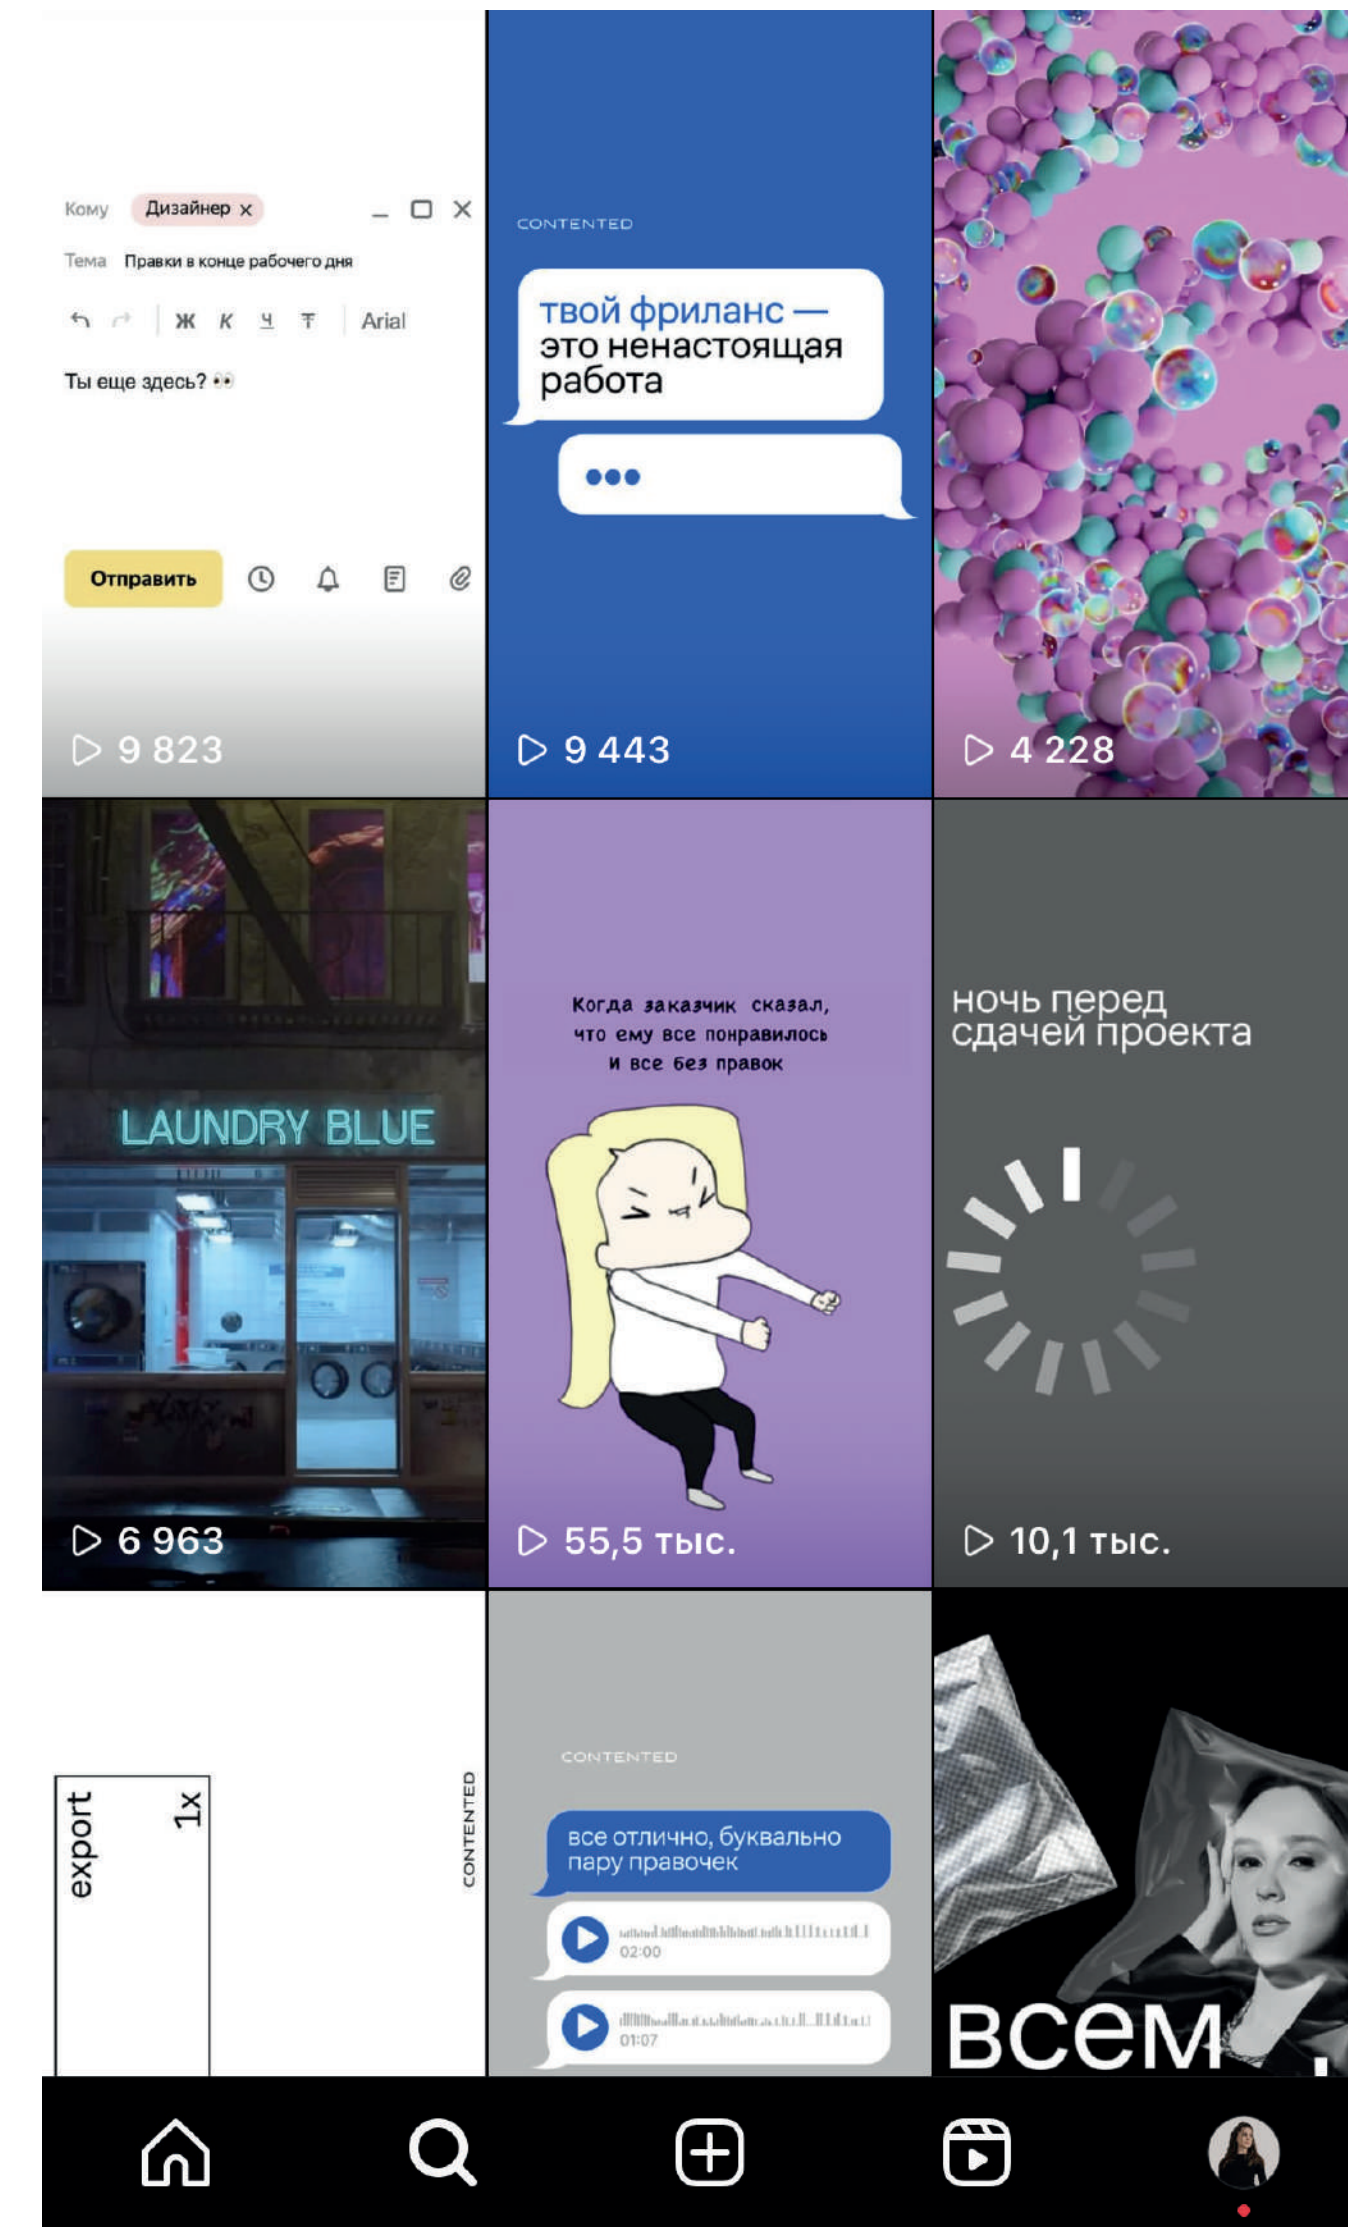 Кому Дизайнер ×
Тема Правки в конце рабочего дня
Ж К Ч Т Arial
Ты еще здесь? 👀
Отправить
9 823
CONTENTED
твой фриланс —
это ненастоящая
работа
9 443
4 228
LAUNDRY BLUE
6 963
Когда заказчик сказал,
что ему все понравилось
и все без правок
55,5 тыс.
ночь перед
сдачей проекта
10,1 тыс.
export 1x
CONTENTED
CONTENTED
все отлично, буквально
пару правочек
02:00
01:07
всем